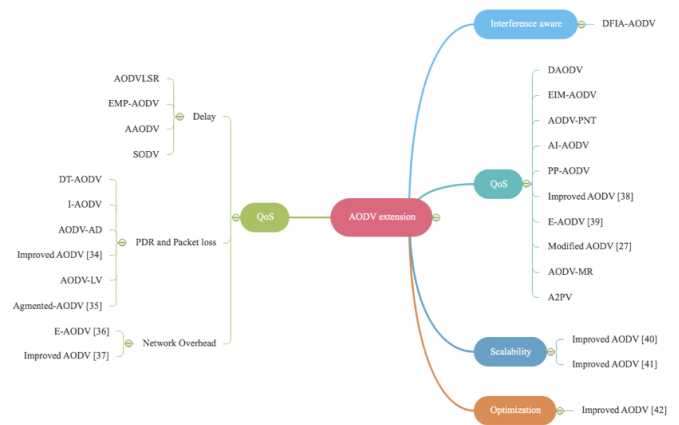 Interference aware
DFIA-AODV
AODVLSR
EMP-AODV
AAODV
SODV
Delay
DT-AODV
I-AODV
AODV-AD
Improved AODV [34]
AODV-LV
Agmented-AODV [35]
PDR and Packet loss
E-AODV [36]
Improved AODV [37]
Network Overhead
QoS
AODV extension
QoS
DAODV
EIM-AODV
AODV-PNT
AI-AODV
PP-AODV
Improved AODV [38]
E-AODV [39]
Modified AODV [27]
AODV-MR
A2PV
Scalability
Improved AODV [40]
Improved AODV [41]
Optimization
Improved AODV [42]